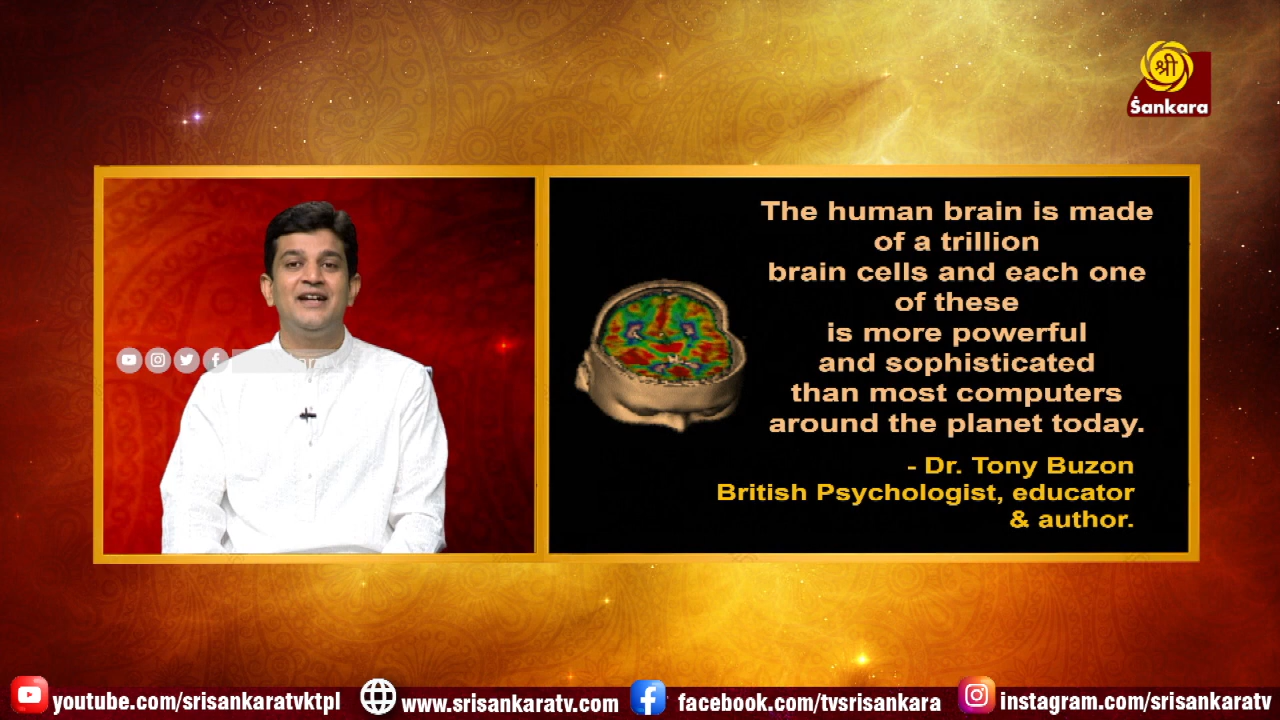 श्री
Śankara
The human brain is made
of a trillion
brain cells and each one
of these
is more powerful
and sophisticated
than most computers
around the planet today.
- Dr. Tony Buzon
British Psychologist, educator
& author.
youtube.com/srisankaratvktpl
www.srisankaratv.com
facebook.com/tvsrisankara
instagram.com/srisankaratv